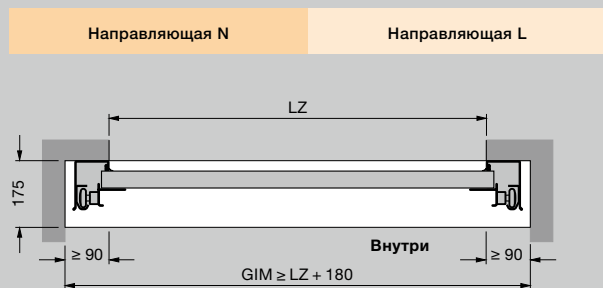 Направляющая N
Направляющая L
LZ
175
Внутри
≥ 90
≥ 90
GIM ≥ LZ + 180